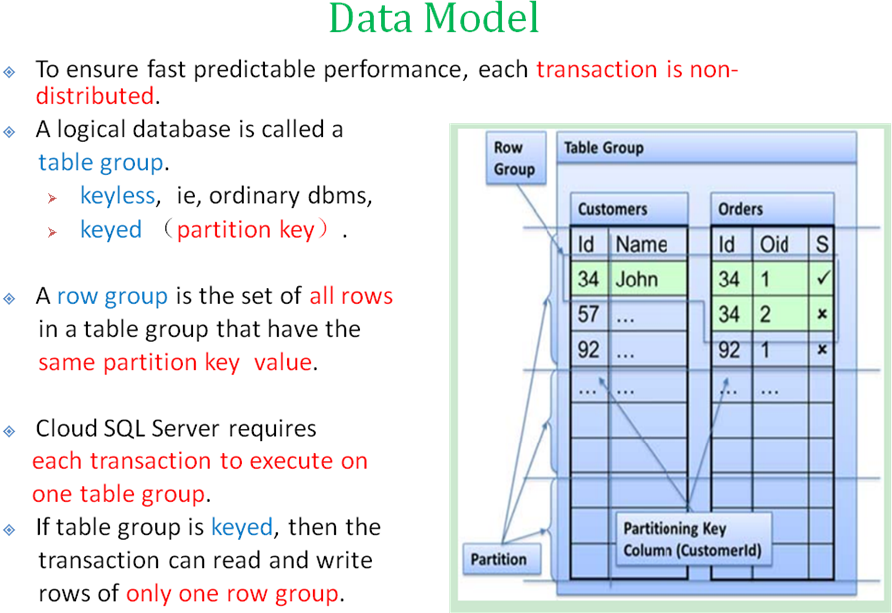 Data Model
To ensure fast predictable performance, each transaction is non-
distributed.
A logical database is called a
table group.
keyless, ie, ordinary dbms,
keyed （partition key）.
A row group is the set of all rows
in a table group that have the
same partition key value.
Cloud SQL Server requires
each transaction to execute on
one table group.
If table group is keyed, then the
transaction can read and write
rows of only one row group.
Row
Group
Table Group
Customers
Orders
Id Name
Id Oid S
34 John
34 1 ✓
57 ...
34 2 ×
92 ...
92 1 ×
... ...
... ...
Partitioning Key
Column (CustomerId)
Partition